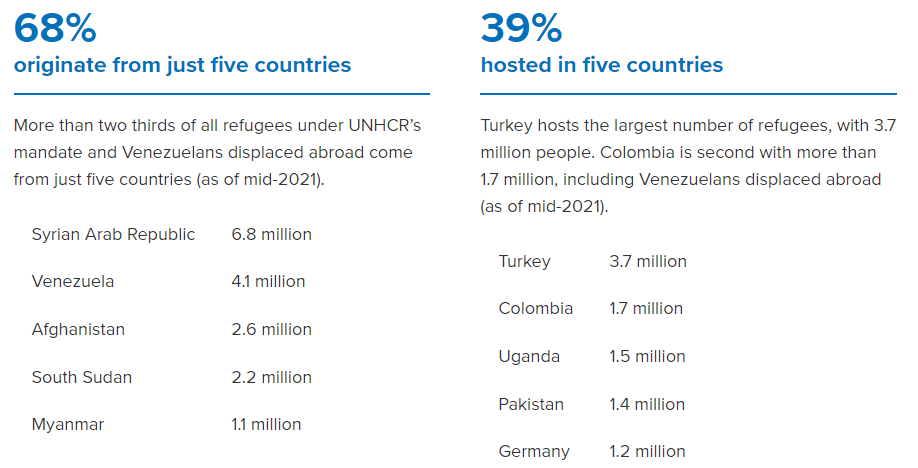 68%
originate from just five countries
More than two thirds of all refugees under UNHCR's
mandate and Venezuelans displaced abroad come
from just five countries (as of mid-2021).
Syrian Arab Republic 6.8 million
Venezuela 4.1 million
Afghanistan 2.6 million
South Sudan 2.2 million
Myanmar 1.1 million
39%
hosted in five countries
Turkey hosts the largest number of refugees, with 3.7
million people. Colombia is second with more than
1.7 million, including Venezuelans displaced abroad
(as of mid-2021).
Turkey 3.7 million
Colombia 1.7 million
Uganda 1.5 million
Pakistan 1.4 million
Germany 1.2 million